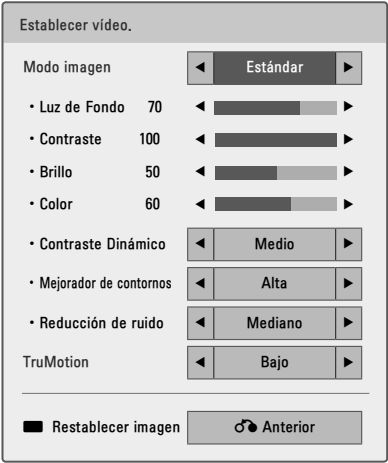 Establecer vídeo.
Modo imagen Estándar
• Luz de Fondo 70
• Contraste 100
• Brillo 50
• Color 60
• Contraste Dinámico Medio
• Mejorador de contornos Alta
• Reducción de ruido Mediano
TruMotion Bajo
Restablecer imagen Anterior